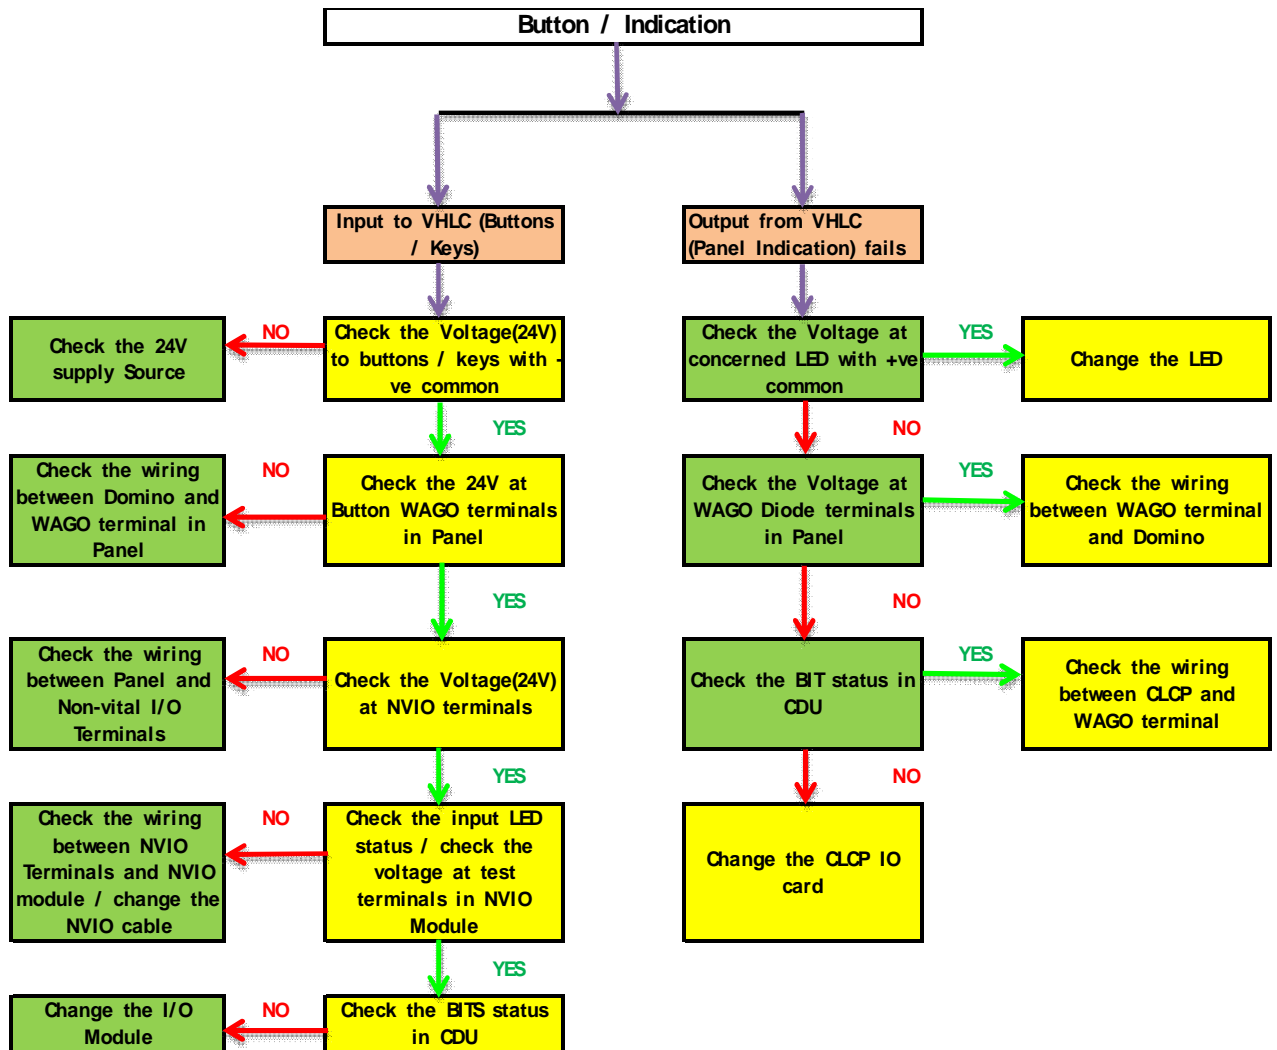 Button / Indication
Input to VHLC (Buttons
/ Keys)
Output from VHLC
(Panel Indication) fails
Check the 24V
supply Source
NO
Check the Voltage(24V)
to buttons / keys with -
ve common
Check the Voltage at
concerned LED with +ve
common
YES
Change the LED
YES
NO
Check the wiring
between Domino and
WAGO terminal in
Panel
NO
Check the 24V at
Button WAGO terminals
in Panel
Check the Voltage at
WAGO Diode terminals
in Panel
YES
Check the wiring
between WAGO terminal
and Domino
YES
NO
Check the wiring
between Panel and
Non-vital I/O
Terminals
NO
Check the Voltage(24V)
at NVIO terminals
Check the BIT status in
CDU
YES
Check the wiring
between CLCP and
WAGO terminal
YES
NO
Check the wiring
between NVIO
Terminals and NVIO
module / change the
NVIO cable
NO
Check the input LED
status / check the
voltage at test
terminals in NVIO
Module
Change the CLCP IO
card
YES
Change the I/O
Module
NO
Check the BITS status
in CDU